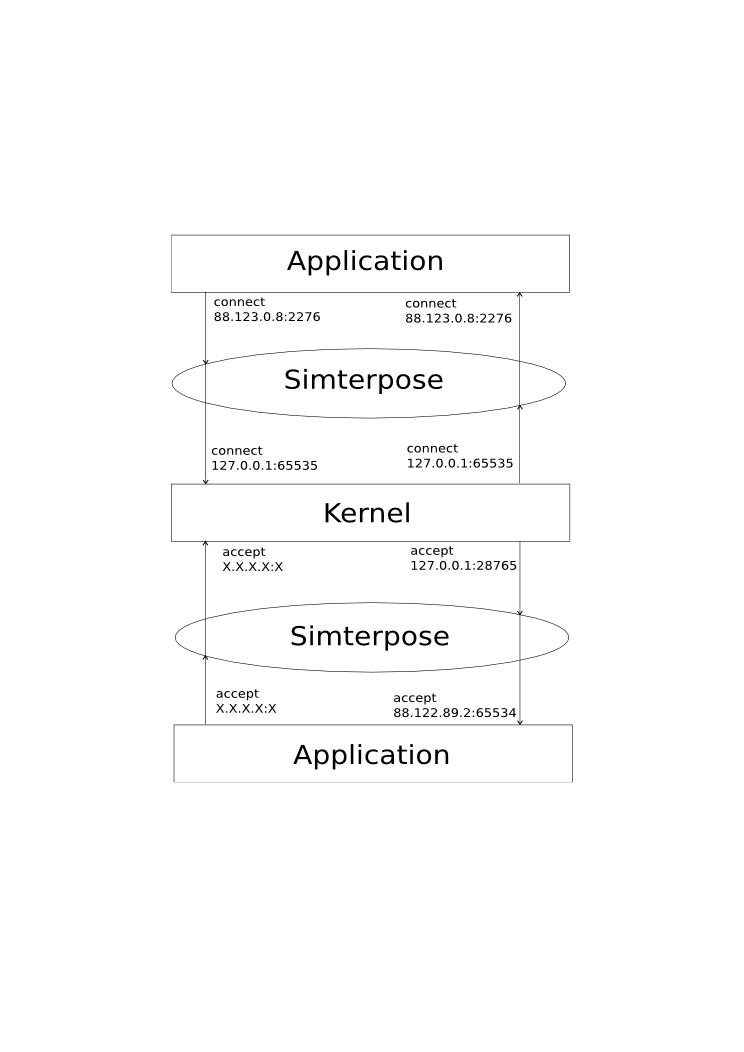 Application
connect
88.123.0.8:2276
connect
88.123.0.8:2276
Simterpose
connect
127.0.0.1:65535
connect
127.0.0.1:65535
Kernel
accept
X.X.X.X:X
accept
127.0.0.1:28765
Simterpose
accept
X.X.X.X:X
accept
88.122.89.2:65534
Application